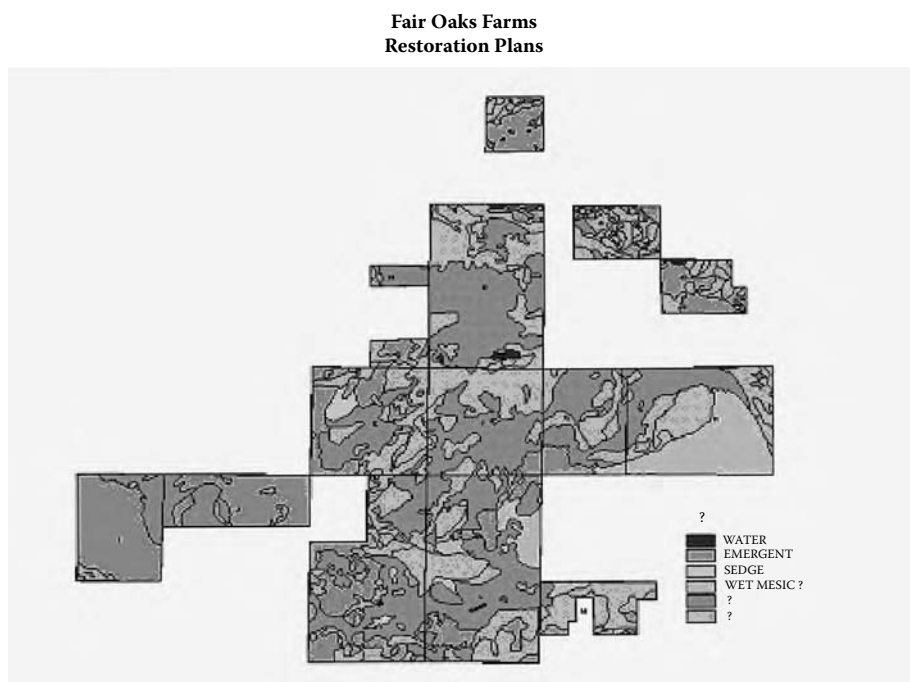 Fair Oaks Farms
Restoration Plans
?
WATER
EMERGENT
SEDGE
WET MESIC ?
?
?